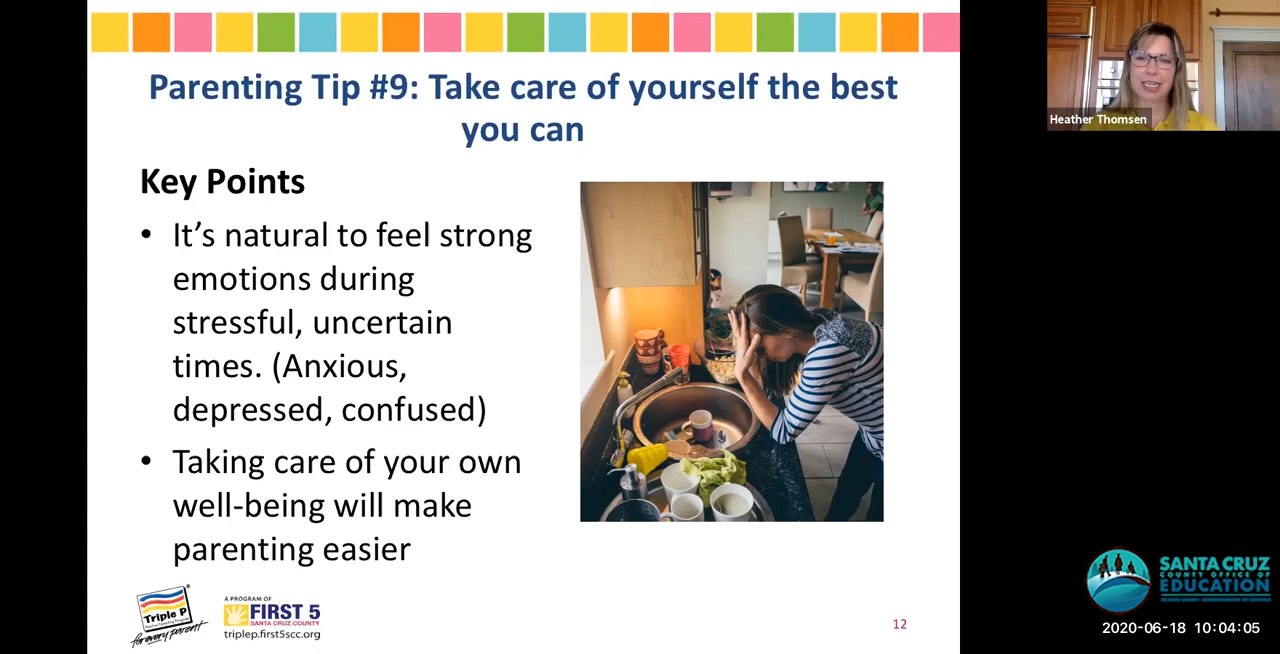 Parenting Tip #9: Take care of yourself the best
you can
Heather Thomsen
Key Points
• It's natural to feel strong
emotions during
stressful, uncertain
times. (Anxious,
depressed, confused)
• Taking care of your own
well-being will make
parenting easier
Triple P
for every parent
A PROGRAM OF
FIRST 5
SANTA CRUZ COUNTY
triplep.first5scc.org
12
SANTA CRUZ
COUNTY OFFICE OF
EDUCATION
2020-06-18 10:04:05